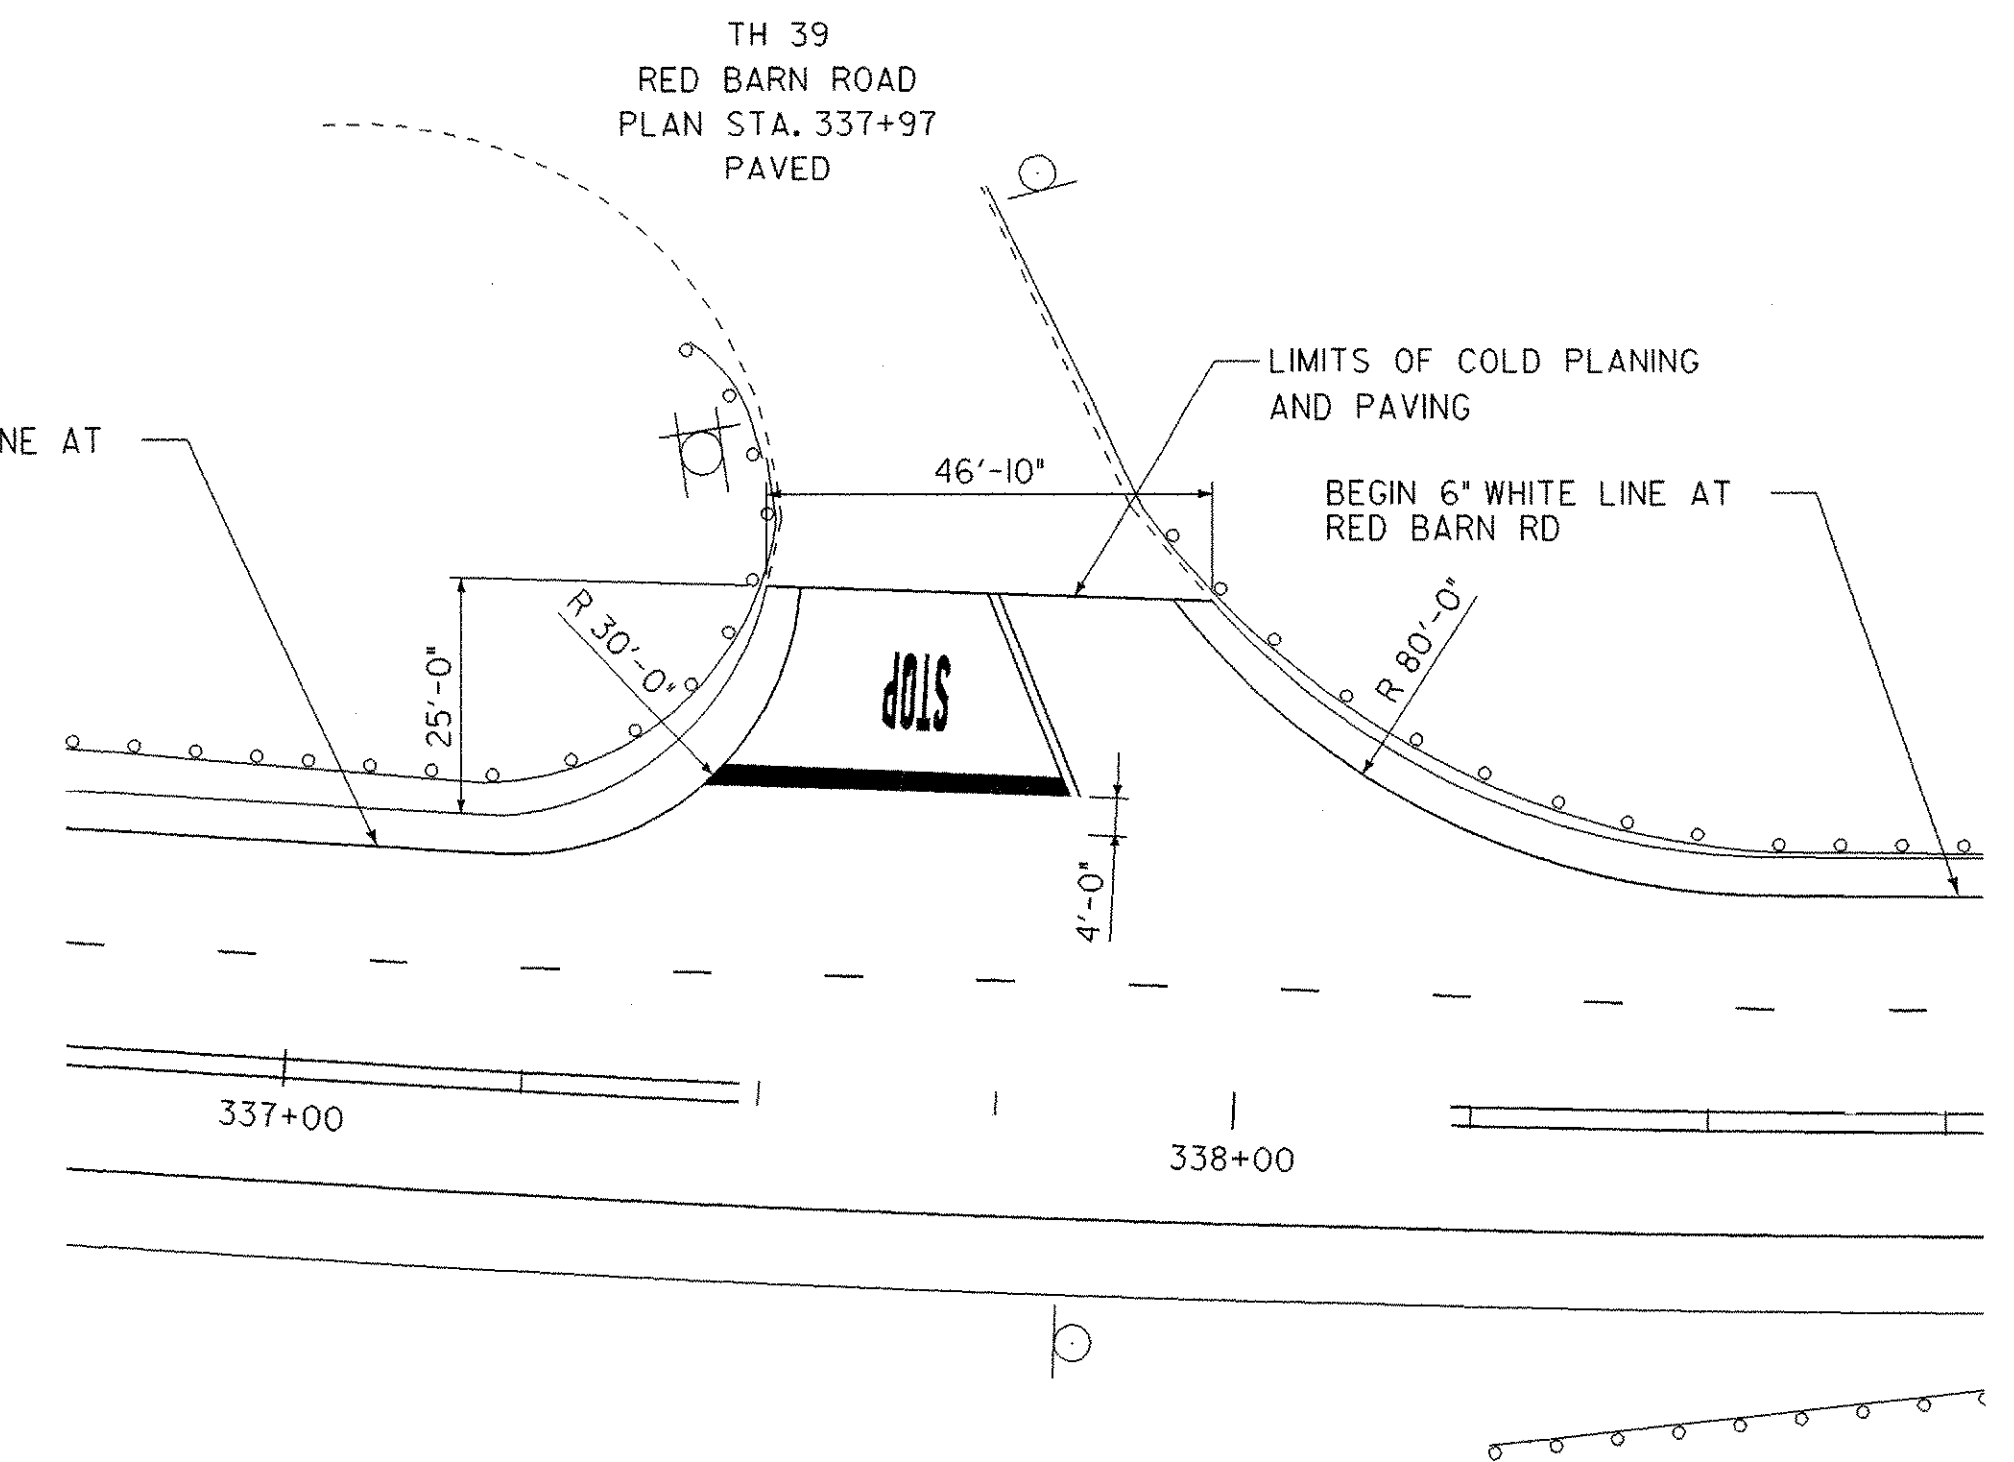 TH 39
RED BARN ROAD
PLAN STA. 337+97
PAVED
LIMITS OF COLD PLANING
AND PAVING
NE AT
46'-10"
BEGIN 6" WHITE LINE AT
RED BARN RD
R 30'-0"
R 80'-0"
25'-0"
STOP
4'-0"
337+00
338+00